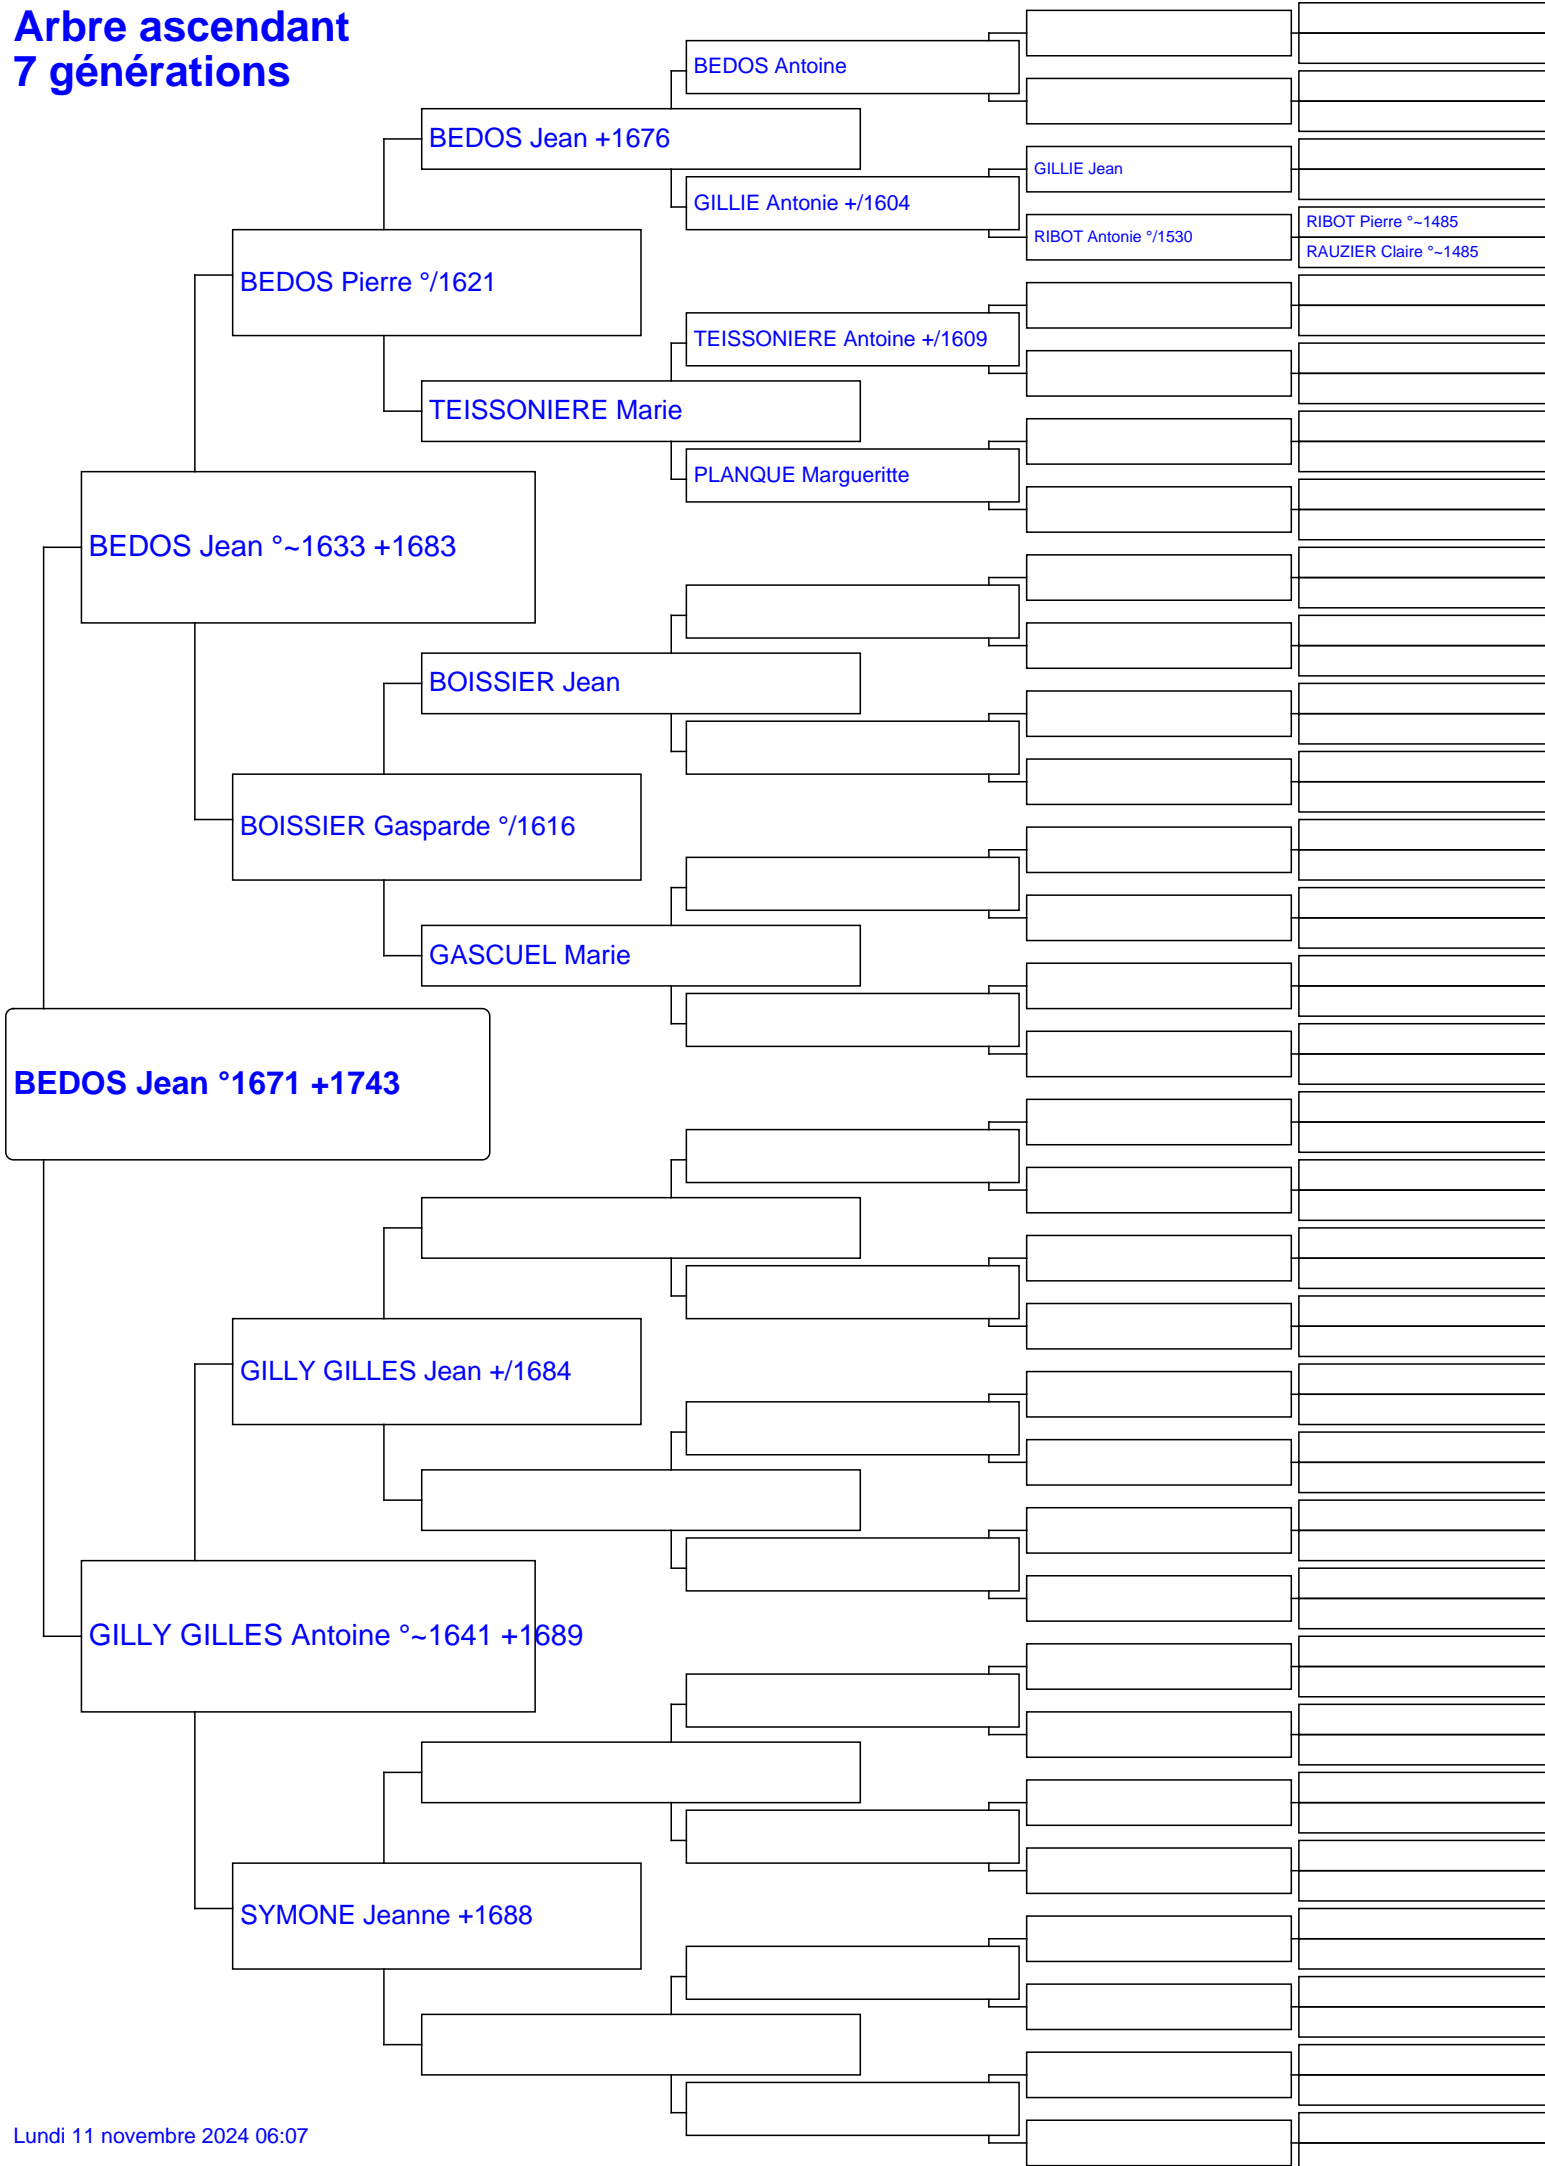 Arbre ascendant
7 générations
BEDOS Antoine
BEDOS Jean +1676
GILLIE Jean
GILLIE Antonie +/1604
RIBOT Pierre °~1485
RIBOT Antonie °/1530
RAUZIER Claire °~1485
BEDOS Pierre °/1621
TEISSONIERE Antoine +/1609
TEISSONIERE Marie
PLANQUE Margueritte
BEDOS Jean °~1633 +1683
BOISSIER Jean
BOISSIER Gasparde °/1616
GASCUEL Marie
BEDOS Jean °1671 +1743
GILLY GILLES Jean +/1684
GILLY GILLES Antoine °~1641 +1689
SYMONE Jeanne +1688
Lundi 11 novembre 2024 06:07